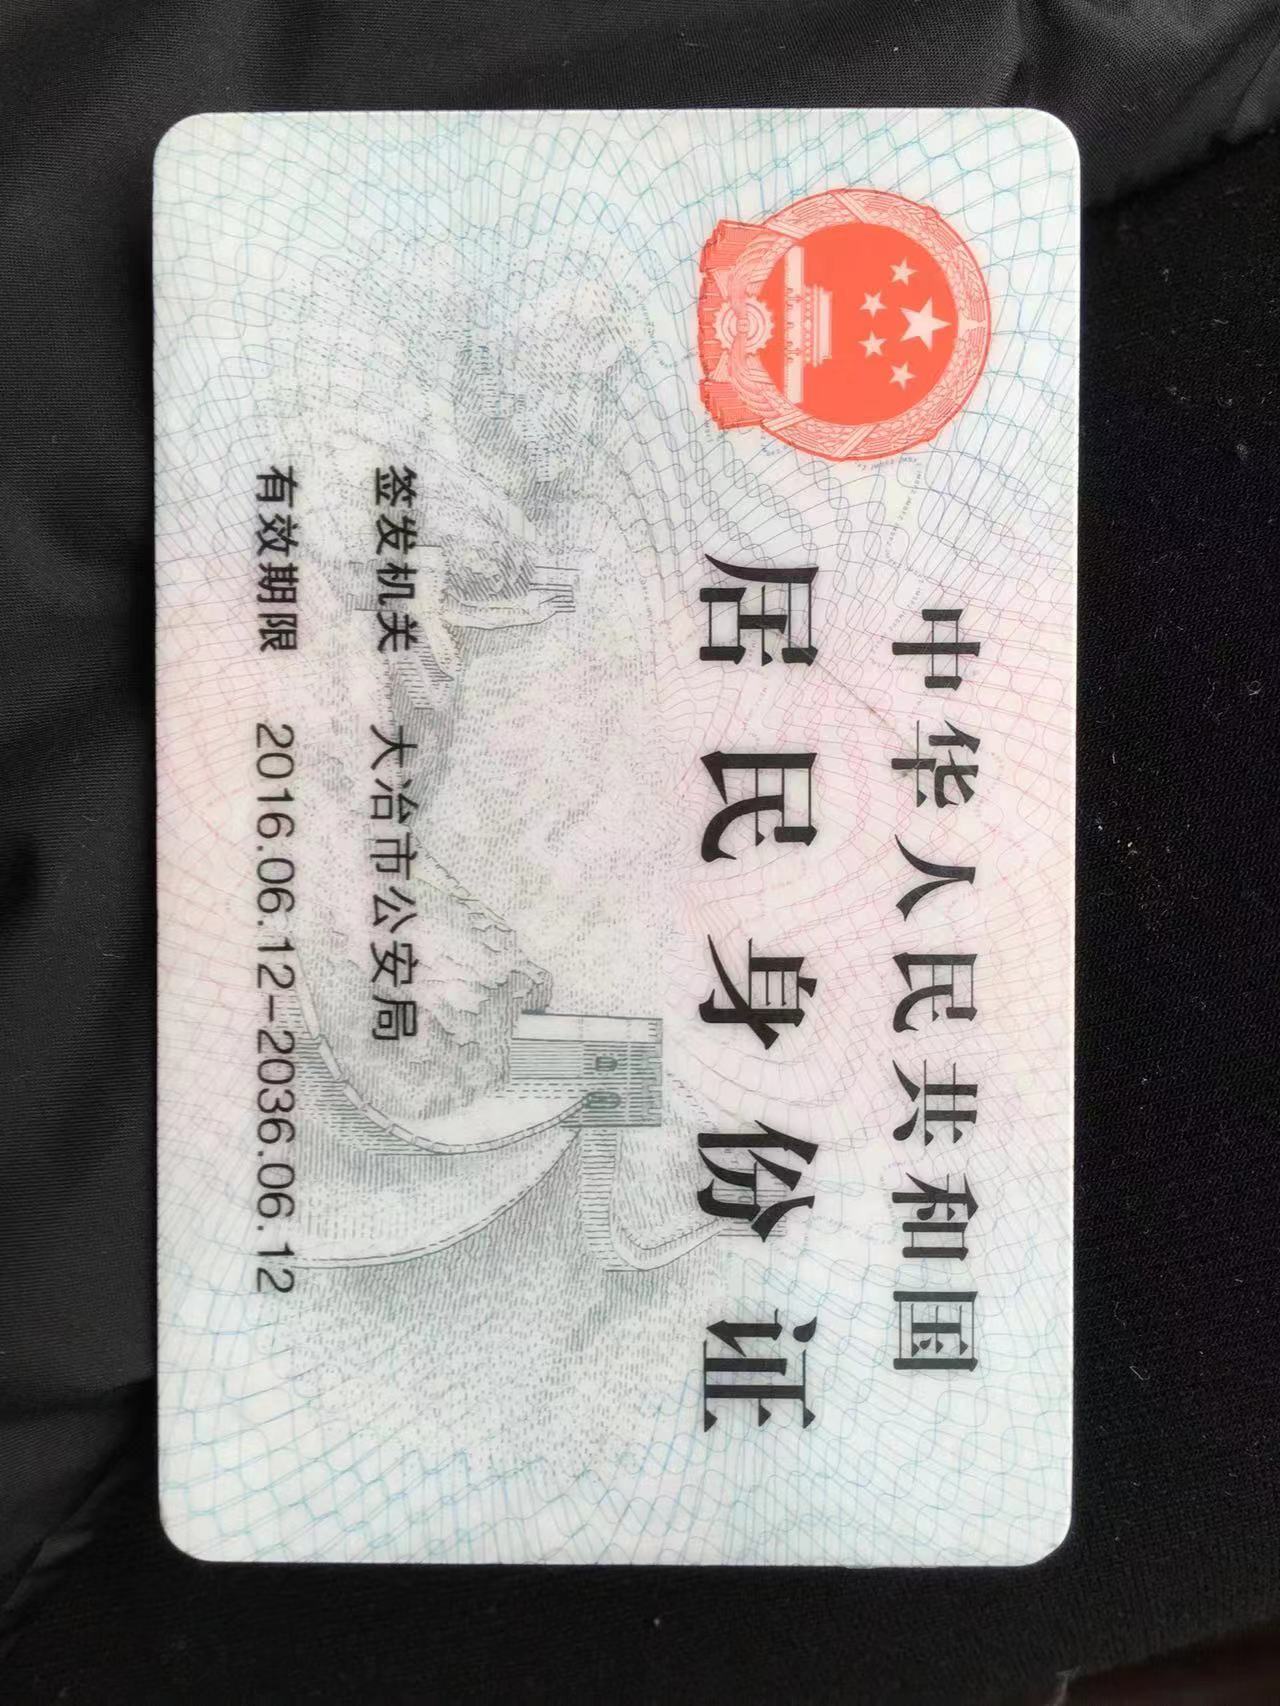 中华人民共和国
居民身份证
签发机关 大冶市公安局
有效期限 2016.06.12-2036.06.12